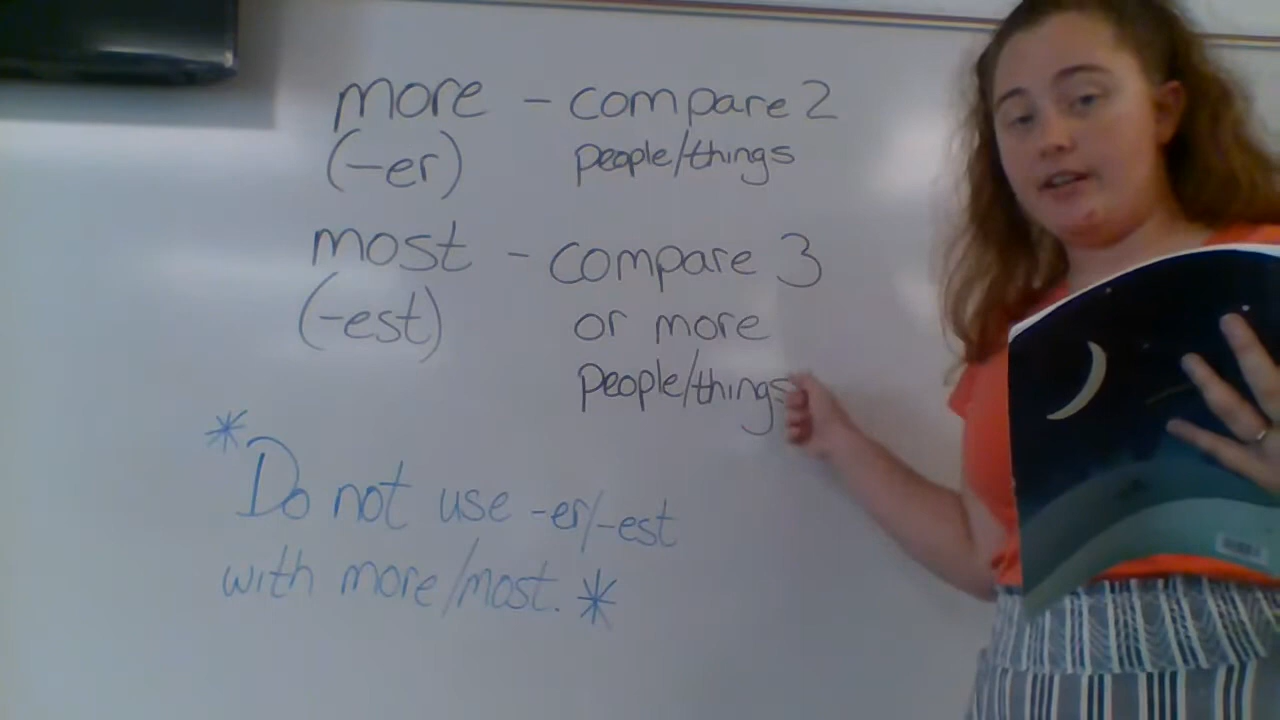 more - compare 2
(-er) people/things
most - compare 3
(-est) or more
people/things
*Do not use -er/-est
with more/most.*